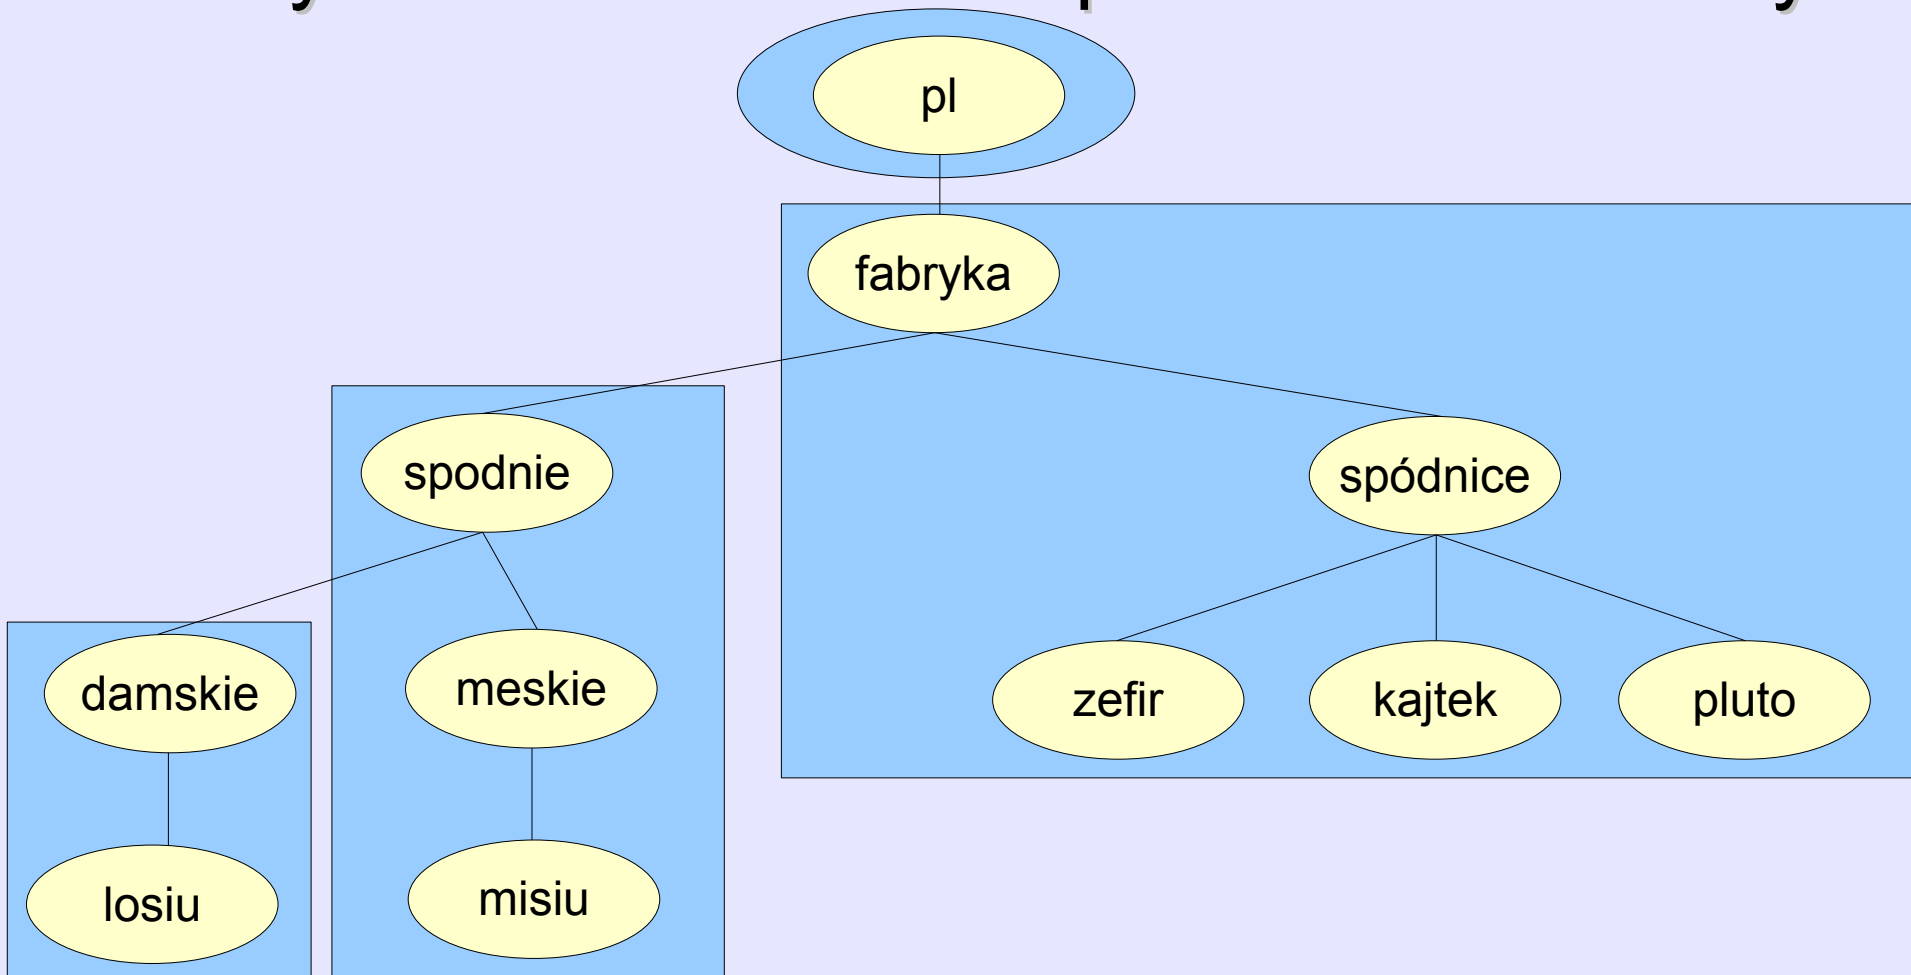 pl
fabryka
spodnie
spódnice
damskie
meskie
zefir
kajtek
pluto
losiu
misiu